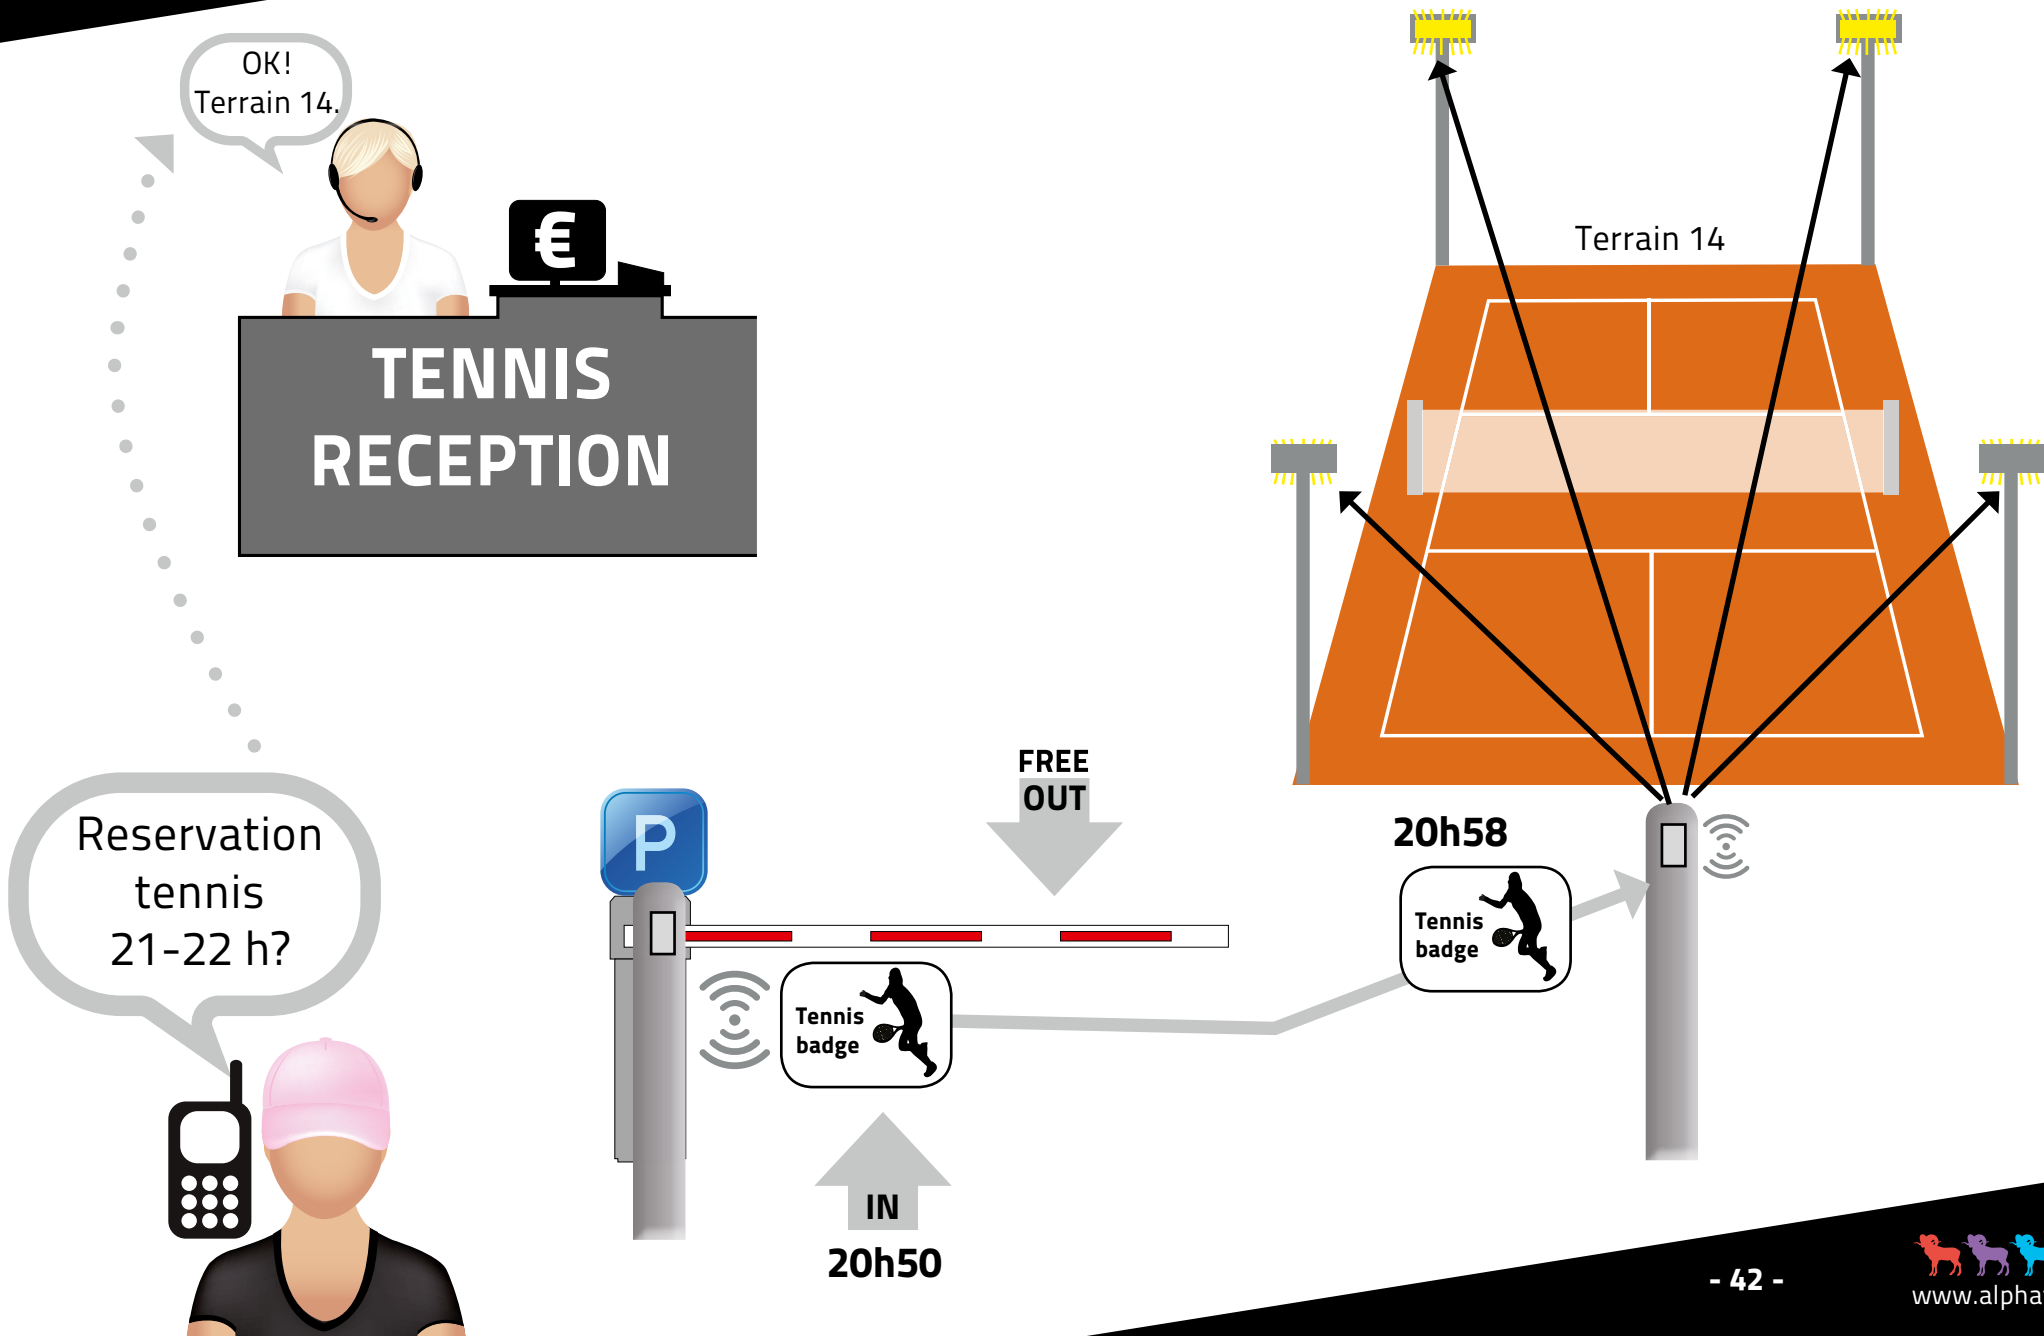 OK!
Terrain 14.
€
TENNIS
RECEPTION
Terrain 14
Reservation
tennis
21-22 h?
FREE
OUT
P
20h58
Tennis
badge
Tennis
badge
IN
20h50
- 42 -
www.alpha